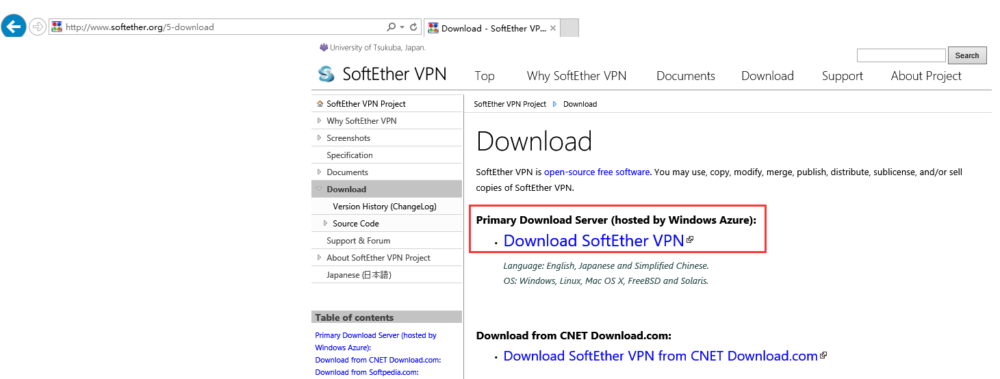 http://www.softether.org/5-download
Download - SoftEther VP...
University of Tsukuba, Japan.
Search
SoftEther VPN
Top
Why SoftEther VPN
Documents
Download
Support
About Project
SoftEther VPN Project
Why SoftEther VPN
Screenshots
Specification
Documents
Download
Version History (ChangeLog)
Source Code
Support & Forum
About SoftEther VPN Project
Japanese (日本語)
Table of contents
Primary Download Server (hosted by
Windows Azure):
Download from CNET Download.com:
Download from Softpedia.com:
SoftEther VPN Project
Download
Download
SoftEther VPN is open-source free software. You may use, copy, modify, merge, publish, distribute, sublicense, and/or sell
copies of SoftEther VPN.
Primary Download Server (hosted by Windows Azure):
• Download SoftEther VPN
Language: English, Japanese and Simplified Chinese.
OS: Windows, Linux, Mac OS X, FreeBSD and Solaris.
Download from CNET Download.com:
• Download SoftEther VPN from CNET Download.com